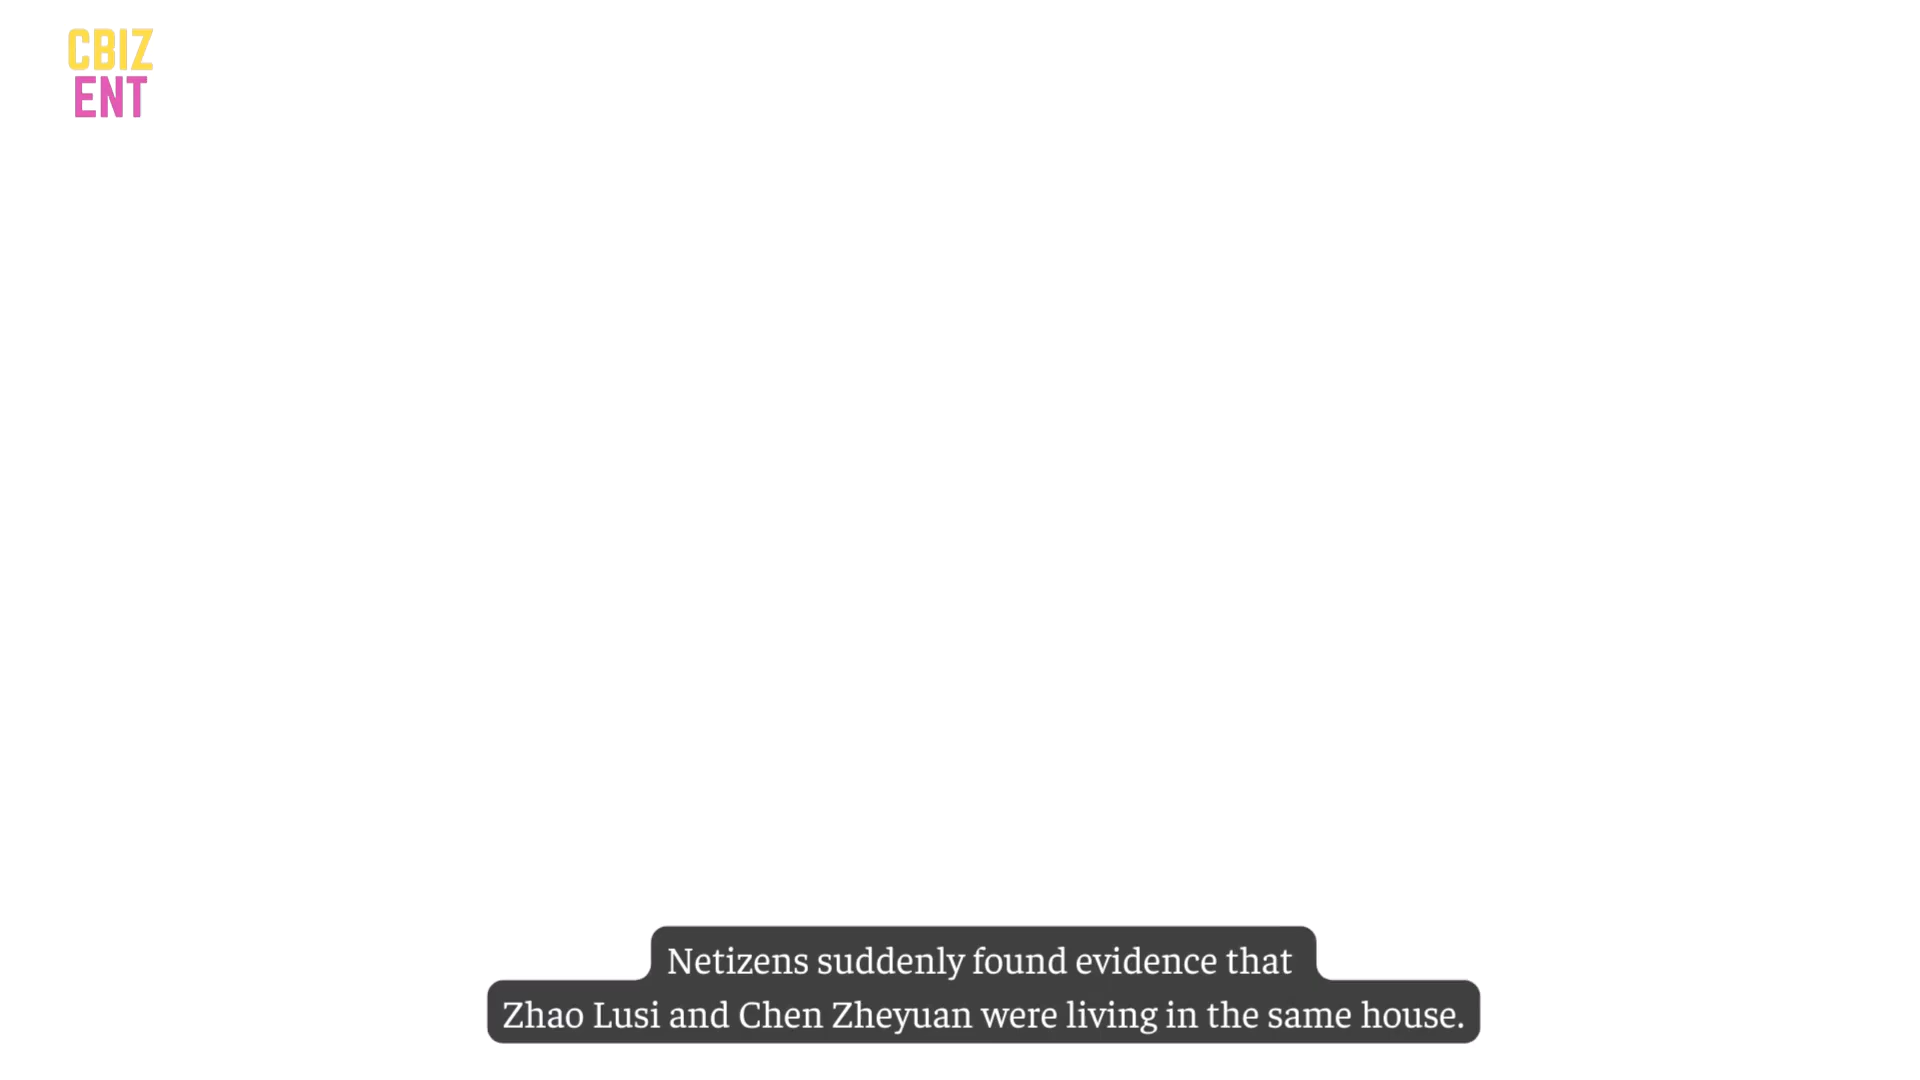 CBIZ
ENT
Netizens suddenly found evidence that
Zhao Lusi and Chen Zheyuan were living in the same house.